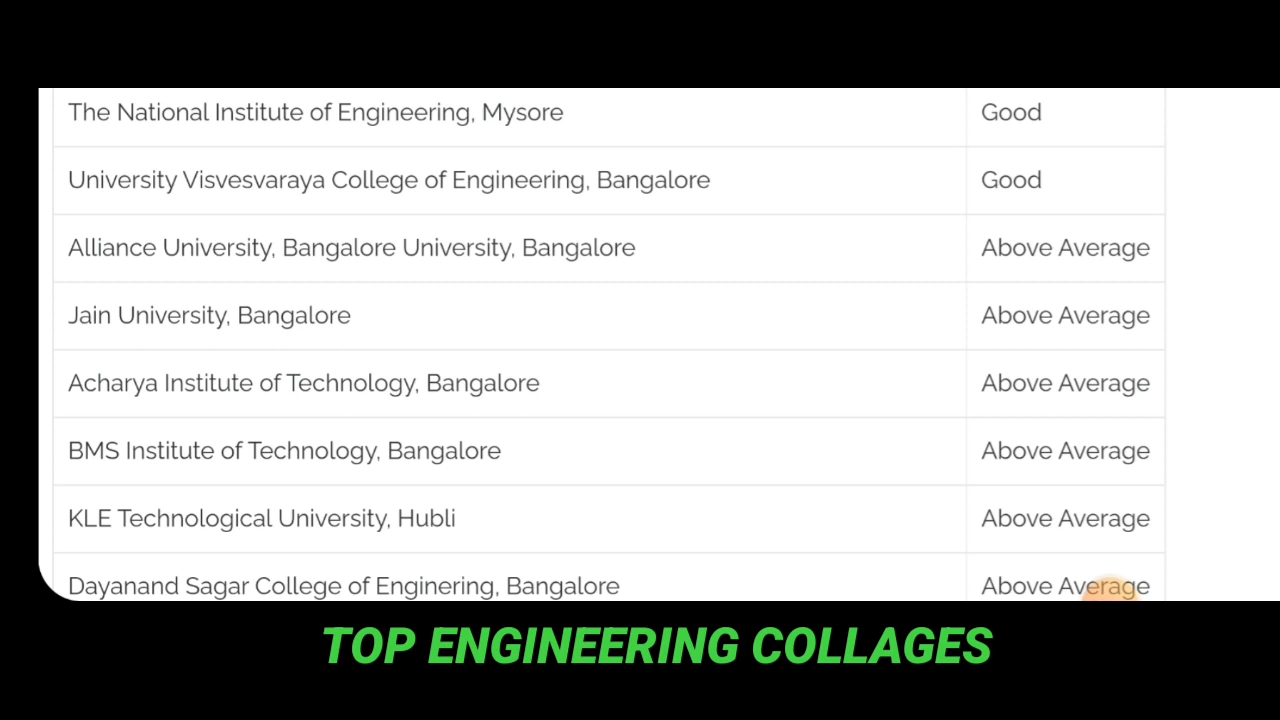 The National Institute of Engineering, Mysore Good
University Visvesvaraya College of Engineering, Bangalore Good
Alliance University, Bangalore University, Bangalore Above Average
Jain University, Bangalore Above Average
Acharya Institute of Technology, Bangalore Above Average
BMS Institute of Technology, Bangalore Above Average
KLE Technological University, Hubli Above Average
Dayanand Sagar College of Enginering, Bangalore Above Average
TOP ENGINEERING COLLAGES